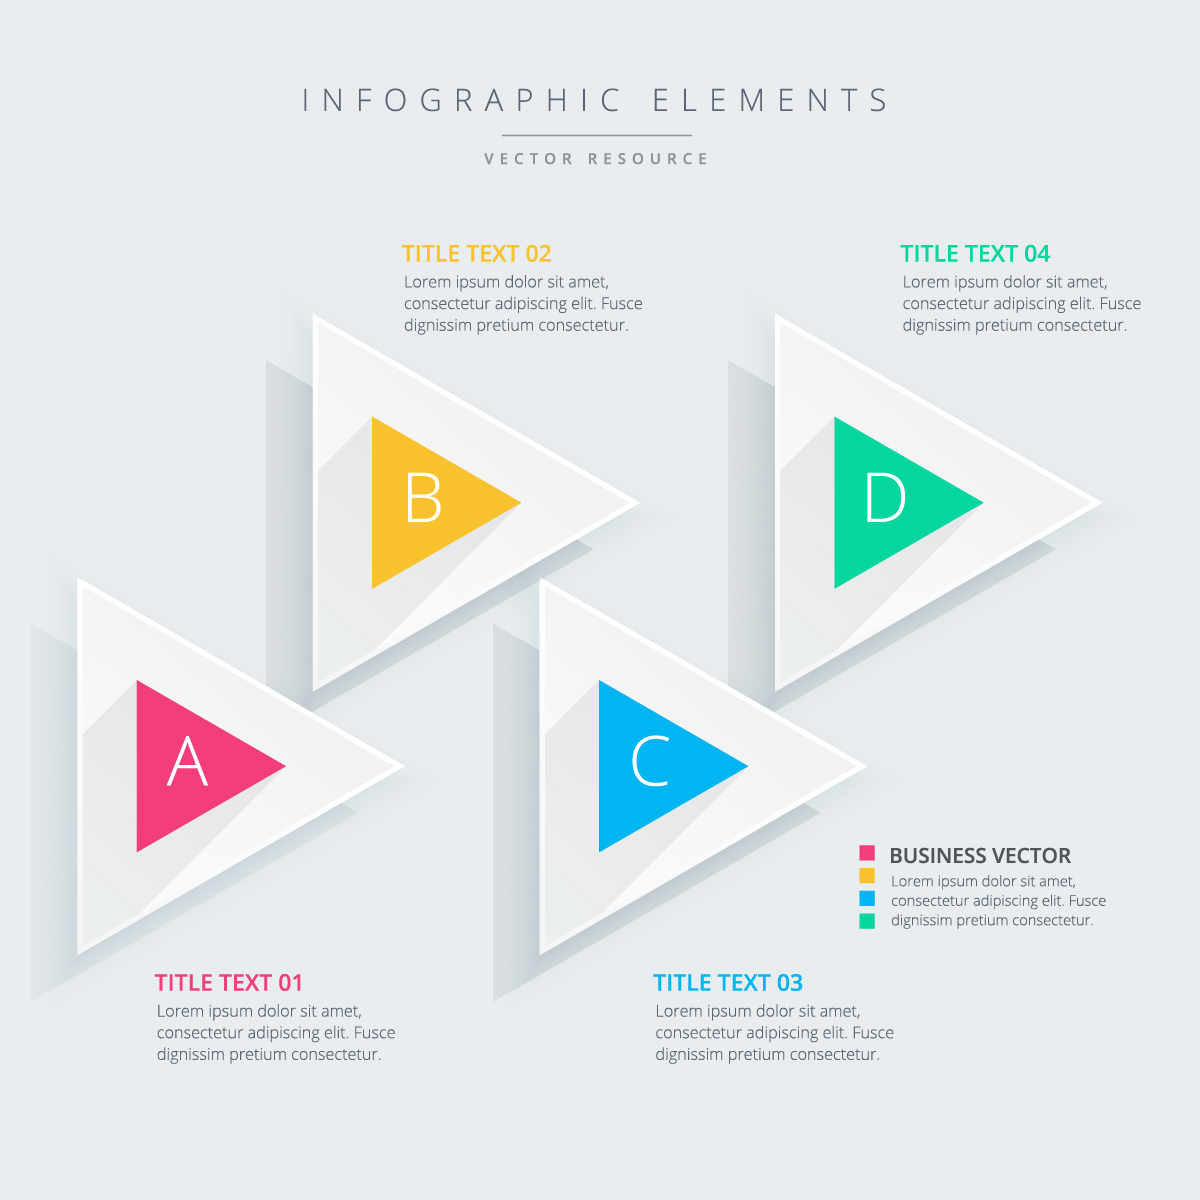 INFOGRAPHIC ELEMENTS
VECTOR RESOURCE
TITLE TEXT 02
Lorem ipsum dolor sit amet,
consectetur adipiscing elit. Fusce
dignissim pretium consectetur.
TITLE TEXT 04
Lorem ipsum dolor sit amet,
consectetur adipiscing elit. Fusce
dignissim pretium consectetur.
B
D
A
C
BUSINESS VECTOR
Lorem ipsum dolor sit amet,
consectetur adipiscing elit. Fusce
dignissim pretium consectetur.
TITLE TEXT 01
Lorem ipsum dolor sit amet,
consectetur adipiscing elit. Fusce
dignissim pretium consectetur.
TITLE TEXT 03
Lorem ipsum dolor sit amet,
consectetur adipiscing elit. Fusce
dignissim pretium consectetur.